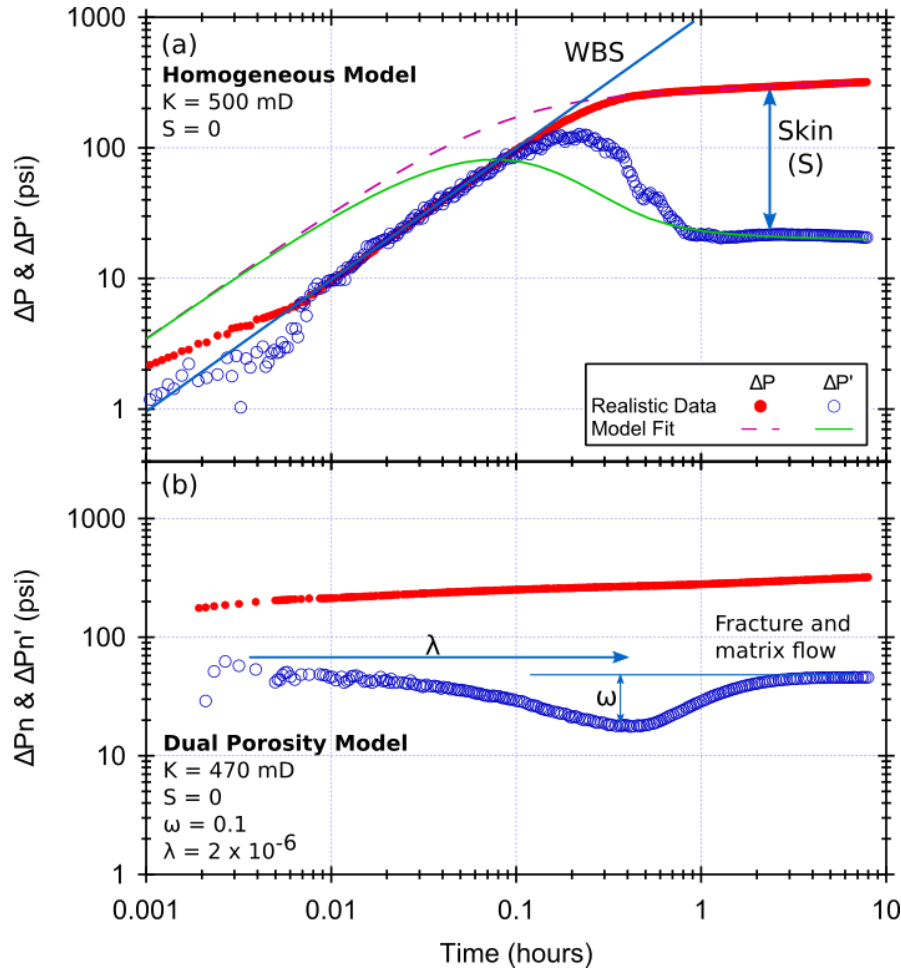 1000
100
10
1
ΔP & ΔP' (psi)
(a)
Homogeneous Model
K = 500 mD
S = 0
WBS
Skin
(S)
ΔP ΔP'
Realistic Data
Model Fit
1000
100
10
1
ΔPn & ΔPn' (psi)
(b)
λ
Fracture and
matrix flow
ω
Dual Porosity Model
K = 470 mD
S = 0
ω = 0.1
λ = 2 x 10⁻⁶
0.001 0.01 0.1 1 10
Time (hours)